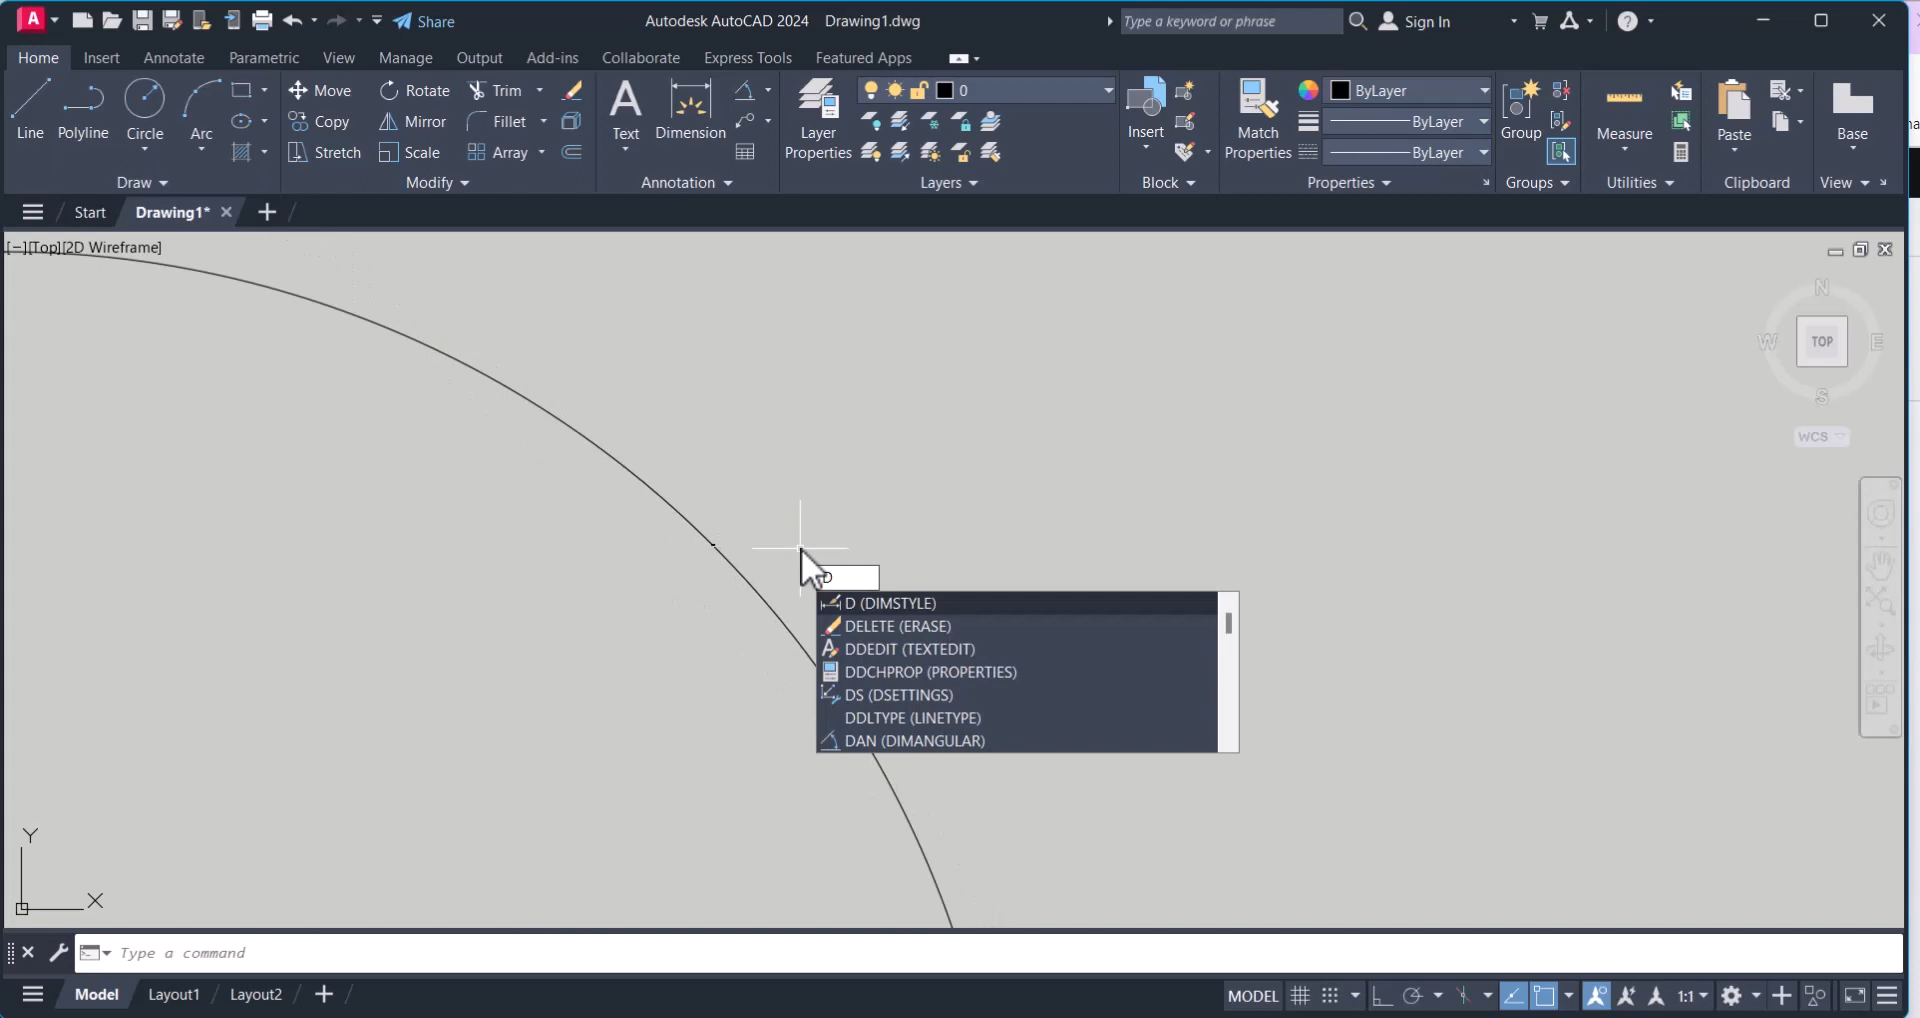 A
Share
Autodesk AutoCAD 2024 Drawing1.dwg
Type a keyword or phrase
Sign In
?
Home Insert Annotate Parametric View Manage Output Add-ins Collaborate Express Tools Featured Apps
Line
Polyline
Circle
Arc
Draw
Move
Rotate
Trim
Copy
Mirror
Fillet
Stretch
Scale
Array
Modify
Text
Dimension
Annotation
Layer
Properties
0
Layers
Insert
Block
Match
Properties
ByLayer
ByLayer
ByLayer
Properties
Group
Groups
Measure
Utilities
Paste
Clipboard
Base
View
Start
Drawing1*
[−][Top][2D Wireframe]
N
W
TOP
E
S
WCS
D
D (DIMSTYLE)
DELETE (ERASE)
DDEDIT (TEXTEDIT)
DDCHPROP (PROPERTIES)
DS (DSETTINGS)
DDLTYPE (LINETYPE)
DAN (DIMANGULAR)
Y
X
Type a command
Model
Layout1
Layout2
MODEL
1:1